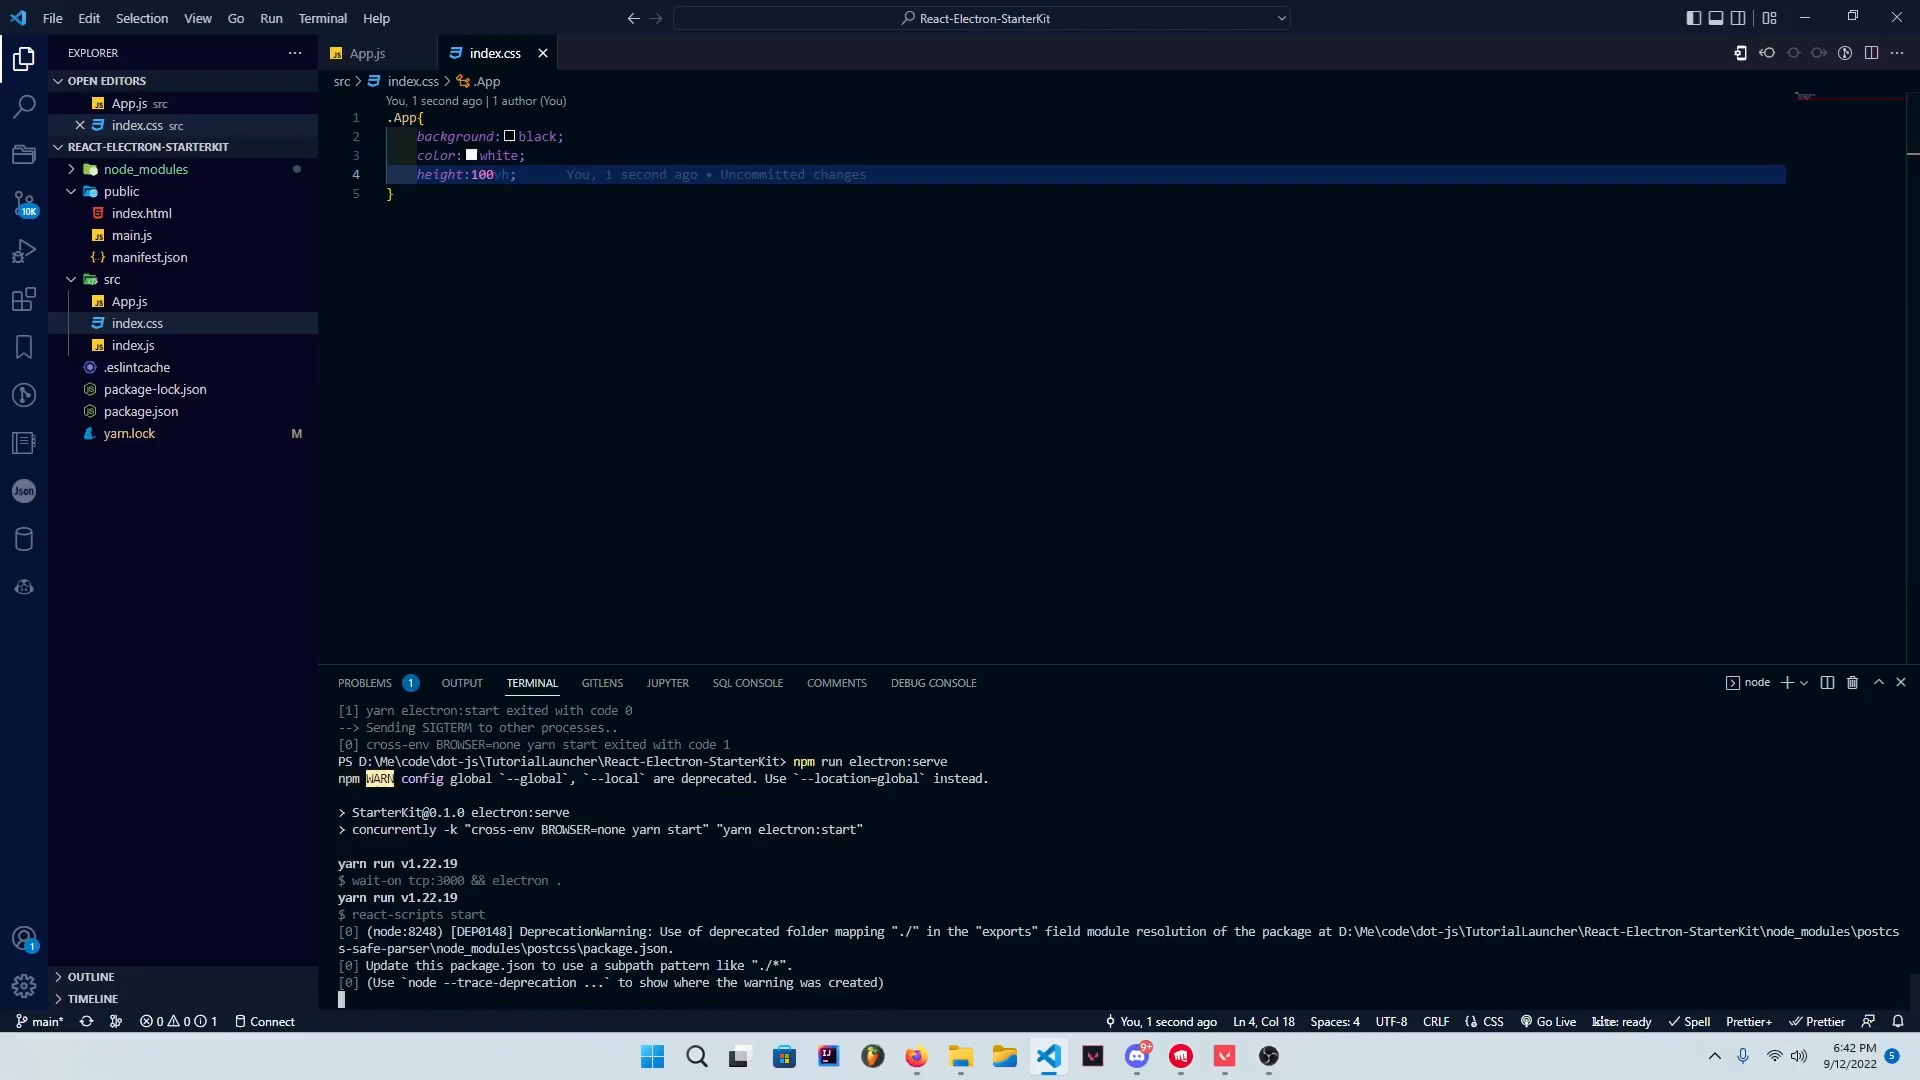 File Edit Selection View Go Run Terminal Help
React-Electron-StarterKit
EXPLORER
OPEN EDITORS
App.js src
index.css src
REACT-ELECTRON-STARTERKIT
node_modules
public
index.html
main.js
manifest.json
src
App.js
index.css
index.js
.eslintcache
package-lock.json
package.json
yarn.lock M
OUTLINE
TIMELINE
10K
Json
1
App.js
index.css
src > index.css > .App
You, 1 second ago | 1 author (You)
1 .App{
2 background: black;
3 color: white;
4 height:100vh; You, 1 second ago • Uncommitted changes
5 }
PROBLEMS 1 OUTPUT TERMINAL GITLENS JUPYTER SQL CONSOLE COMMENTS DEBUG CONSOLE
node
[1] yarn electron:start exited with code 0
--> Sending SIGTERM to other processes..
[0] cross-env BROWSER=none yarn start exited with code 1
PS D:\Me\code\dot-js\TutorialLauncher\React-Electron-StarterKit> npm run electron:serve
npm WARN config global `--global`, `--local` are deprecated. Use `--location=global` instead.
> StarterKit@0.1.0 electron:serve
> concurrently -k "cross-env BROWSER=none yarn start" "yarn electron:start"
yarn run v1.22.19
$ wait-on tcp:3000 && electron .
yarn run v1.22.19
$ react-scripts start
[0] (node:8248) [DEP0148] DeprecationWarning: Use of deprecated folder mapping "./" in the "exports" field module resolution of the package at D:\Me\code\dot-js\TutorialLauncher\React-Electron-StarterKit\node_modules\postcs
s-safe-parser\node_modules\postcss\package.json.
[0] Update this package.json to use a subpath pattern like "./*".
[0] (Use `node --trace-deprecation ...` to show where the warning was created)
main* 0 0 1 Connect
You, 1 second ago Ln 4, Col 18 Spaces: 4 UTF-8 CRLF CSS Go Live kite: ready Spell Prettier+ Prettier
IJ
9+
6:42 PM
9/12/2022
5